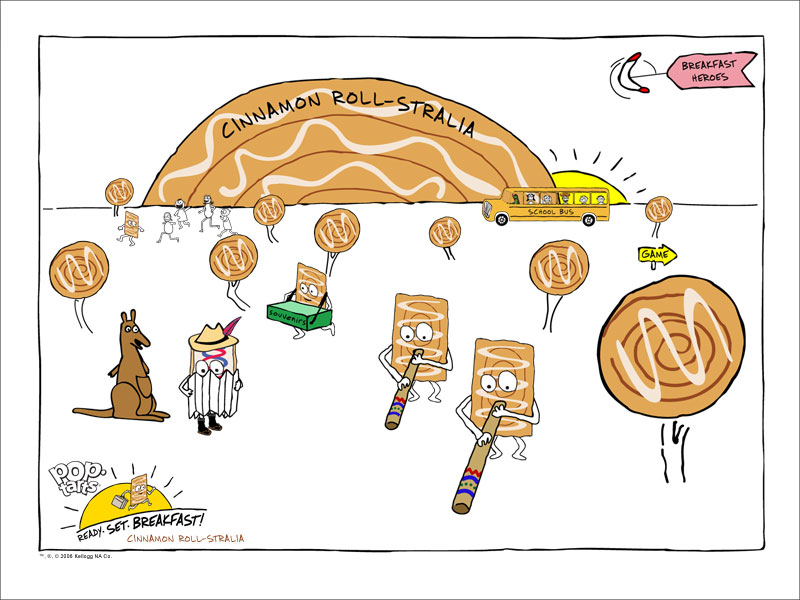 BREAKFAST
HEROES
CINNAMON ROLL-STRALIA
SCHOOL BUS
GAME
SOUVENIRS
POP·
tarts®
READY. SET. BREAKFAST!
CINNAMON ROLL-STRALIA
™, ®, © 2006 Kellogg NA Co.